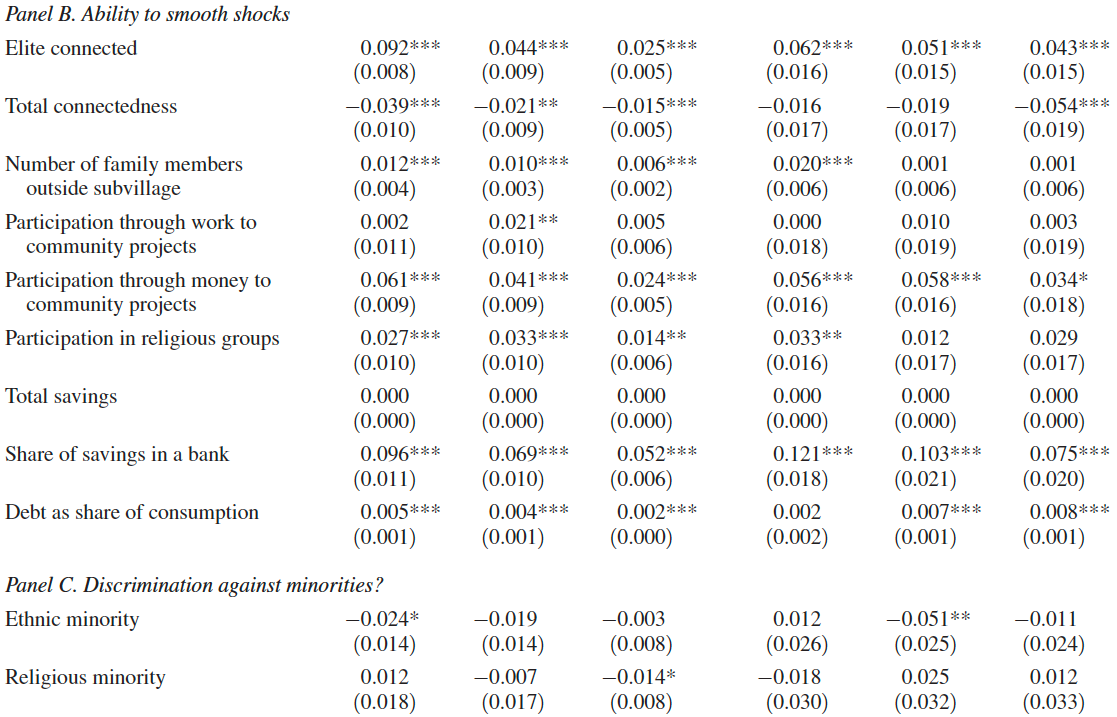 Panel B. Ability to smooth shocks
Elite connected 0.092*** 0.044*** 0.025*** 0.062*** 0.051*** 0.043***
(0.008) (0.009) (0.005) (0.016) (0.015) (0.015)
Total connectedness −0.039*** −0.021** −0.015*** −0.016 −0.019 −0.054***
(0.010) (0.009) (0.005) (0.017) (0.017) (0.019)
Number of family members 0.012*** 0.010*** 0.006*** 0.020*** 0.001 0.001
outside subvillage (0.004) (0.003) (0.002) (0.006) (0.006) (0.006)
Participation through work to 0.002 0.021** 0.005 0.000 0.010 0.003
community projects (0.011) (0.010) (0.006) (0.018) (0.019) (0.019)
Participation through money to 0.061*** 0.041*** 0.024*** 0.056*** 0.058*** 0.034*
community projects (0.009) (0.009) (0.005) (0.016) (0.016) (0.018)
Participation in religious groups 0.027*** 0.033*** 0.014** 0.033** 0.012 0.029
(0.010) (0.010) (0.006) (0.016) (0.017) (0.017)
Total savings 0.000 0.000 0.000 0.000 0.000 0.000
(0.000) (0.000) (0.000) (0.000) (0.000) (0.000)
Share of savings in a bank 0.096*** 0.069*** 0.052*** 0.121*** 0.103*** 0.075***
(0.011) (0.010) (0.006) (0.018) (0.021) (0.020)
Debt as share of consumption 0.005*** 0.004*** 0.002*** 0.002 0.007*** 0.008***
(0.001) (0.001) (0.000) (0.002) (0.001) (0.001)
Panel C. Discrimination against minorities?
Ethnic minority −0.024* −0.019 −0.003 0.012 −0.051** −0.011
(0.014) (0.014) (0.008) (0.026) (0.025) (0.024)
Religious minority 0.012 −0.007 −0.014* −0.018 0.025 0.012
(0.018) (0.017) (0.008) (0.030) (0.032) (0.033)